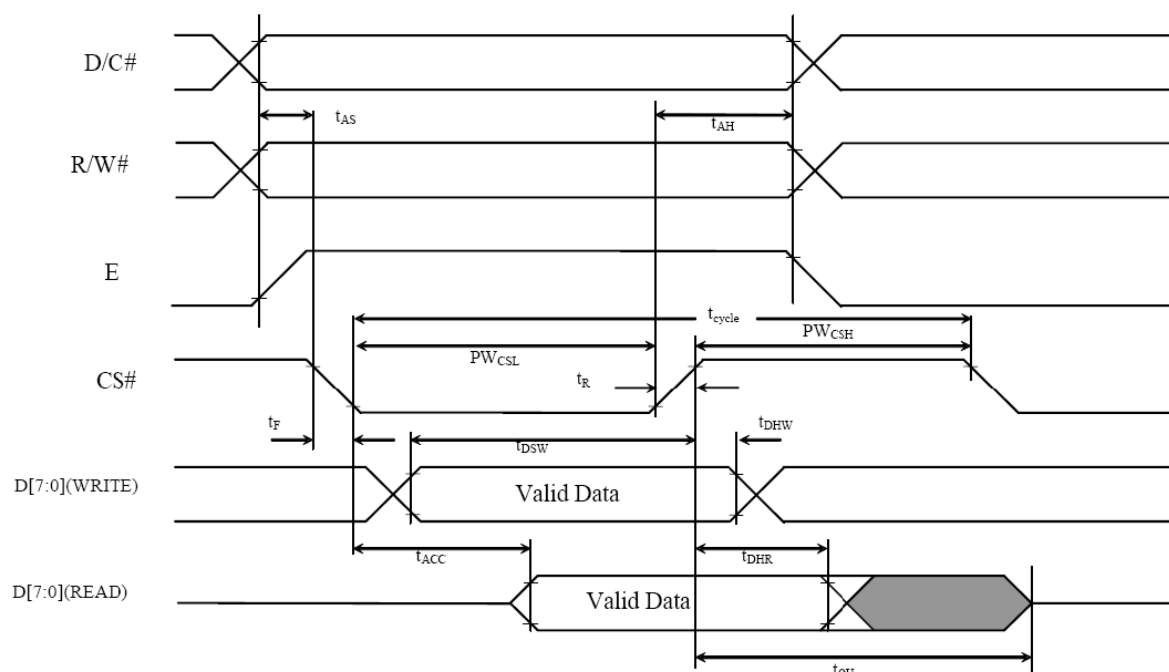 D/C#
tAS
tAH
R/W#
E
tcycle
PWCSL
PWCSH
CS#
tR
tF
tDSW
tDHW
D[7:0](WRITE)
Valid Data
tACC
tDHR
D[7:0](READ)
Valid Data